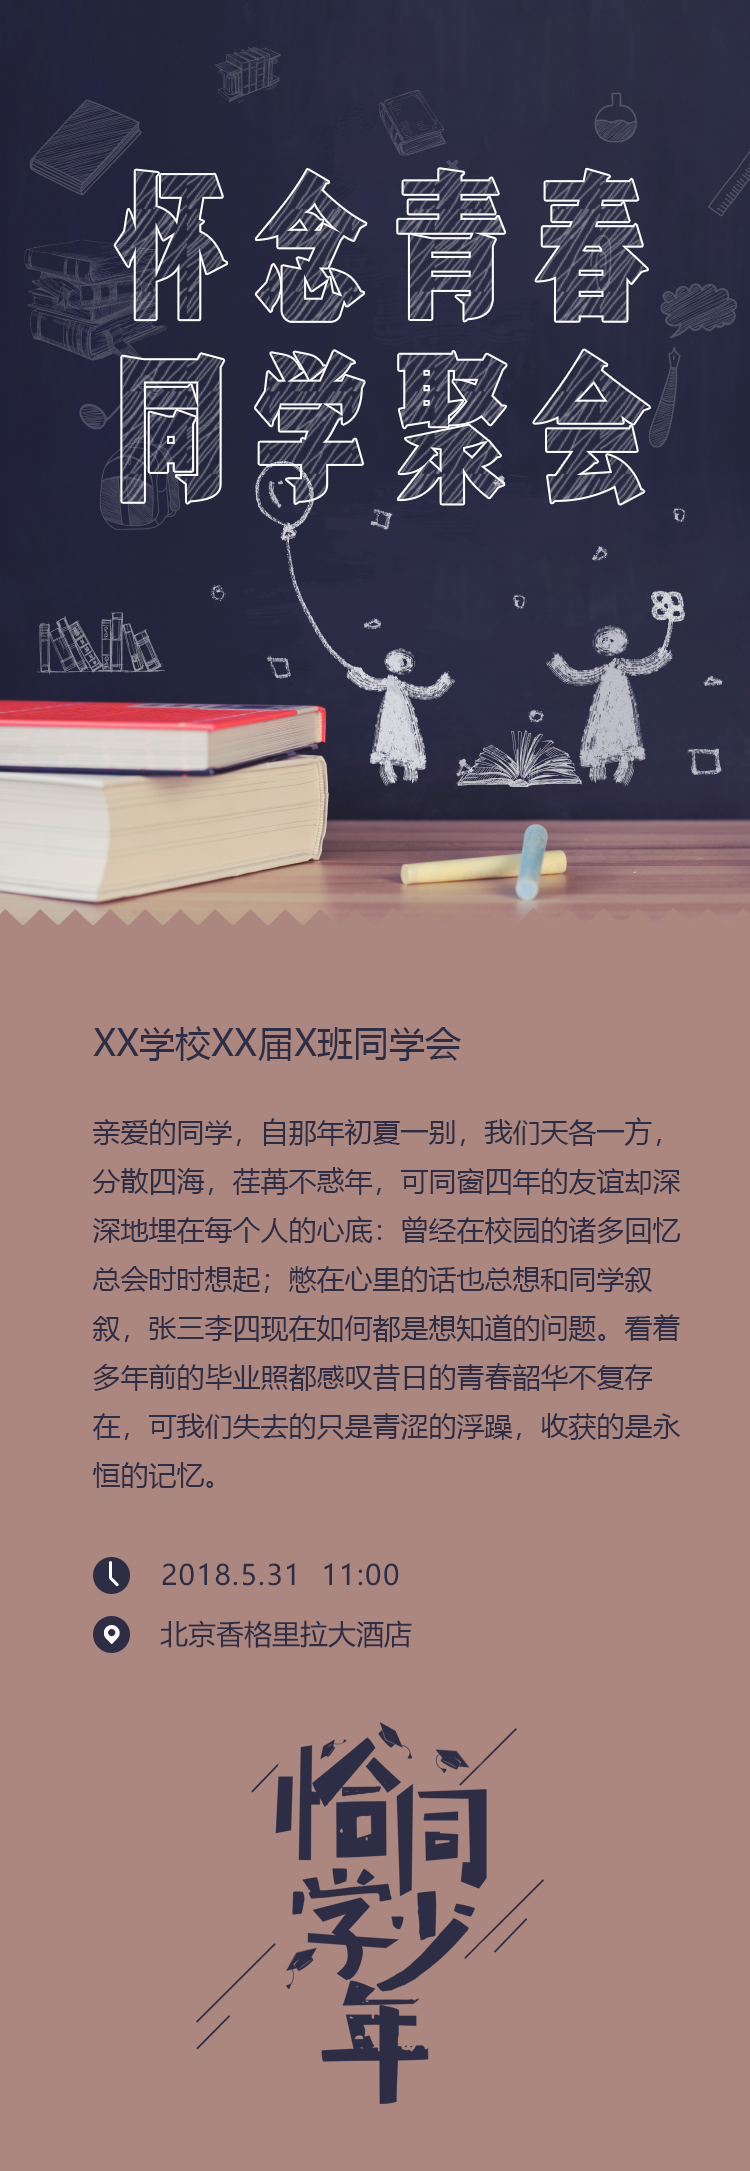 怀念青春
同学聚会
XX学校XX届X班同学会
亲爱的同学，自那年初夏一别，我们天各一方，
分散四海，荏苒不惑年，可同窗四年的友谊却深
深地埋在每个人的心底：曾经在校园的诸多回忆
总会时时想起；憋在心里的话也总想和同学叙
叙，张三李四现在如何都是想知道的问题。看着
多年前的毕业照都感叹昔日的青春韶华不复存
在，可我们失去的只是青涩的浮躁，收获的是永
恒的记忆。
2018.5.31 11:00
北京香格里拉大酒店
恰同
学少
年